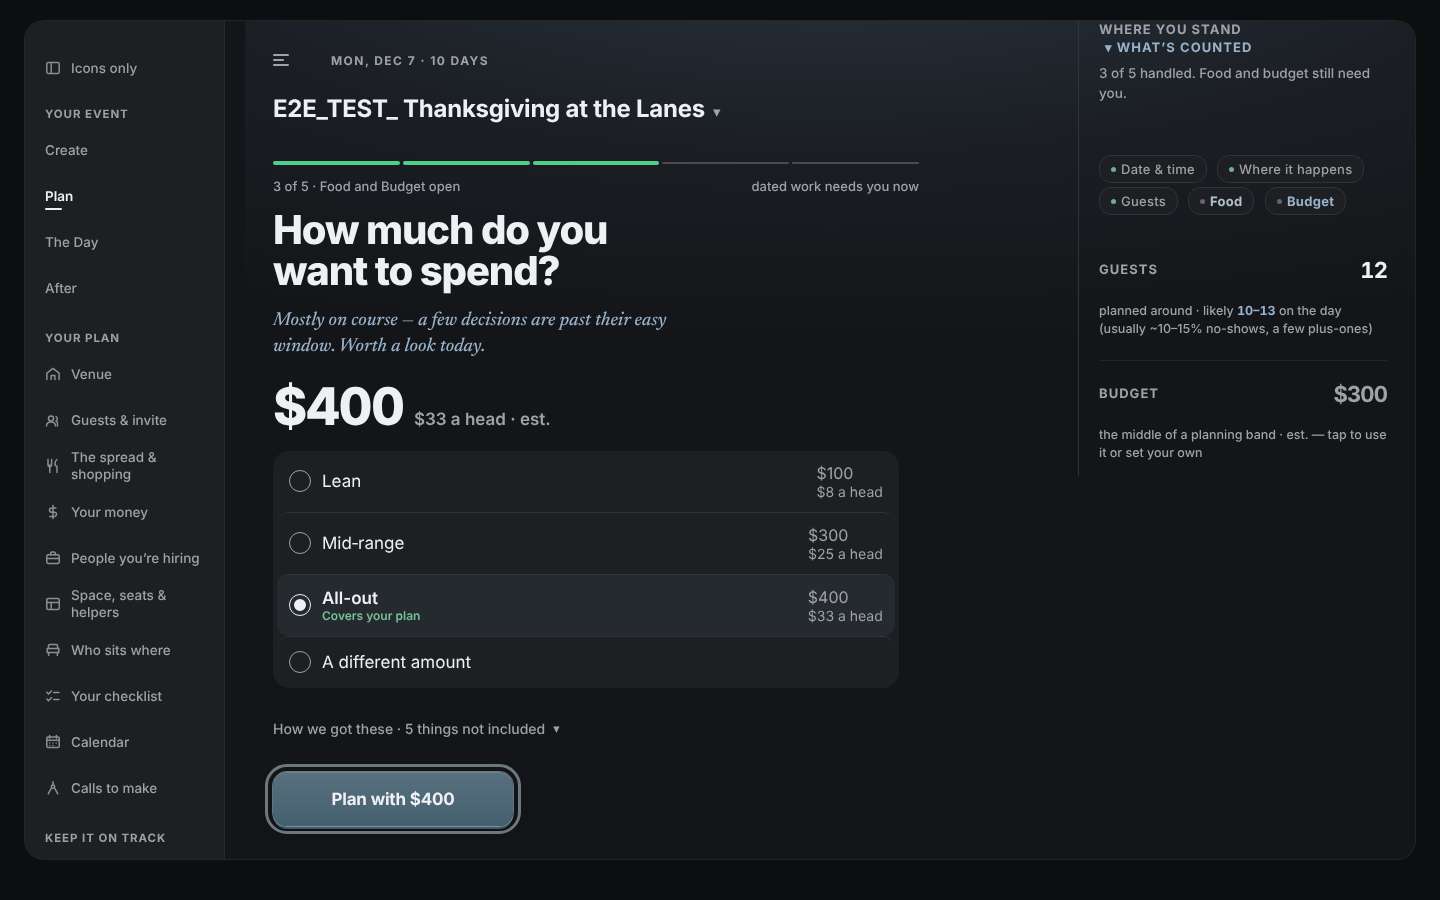 Icons only
YOUR EVENT
Create
Plan
The Day
After
YOUR PLAN
Venue
Guests & invite
The spread &
shopping
Your money
People you're hiring
Space, seats &
helpers
Who sits where
Your checklist
Calendar
Calls to make
KEEP IT ON TRACK
MON, DEC 7 · 10 DAYS
E2E_TEST_ Thanksgiving at the Lanes ▾
3 of 5 · Food and Budget open
dated work needs you now
How much do you
want to spend?
Mostly on course — a few decisions are past their easy
window. Worth a look today.
$400 $33 a head · est.
Lean
$100
$8 a head
Mid-range
$300
$25 a head
All-out
Covers your plan
$400
$33 a head
A different amount
How we got these · 5 things not included ▾
Plan with $400
WHERE YOU STAND
▾ WHAT'S COUNTED
3 of 5 handled. Food and budget still need
you.
• Date & time
• Where it happens
• Guests
• Food
• Budget
GUESTS
12
planned around · likely 10–13 on the day
(usually ~10–15% no-shows, a few plus-ones)
BUDGET
$300
the middle of a planning band · est. — tap to use
it or set your own